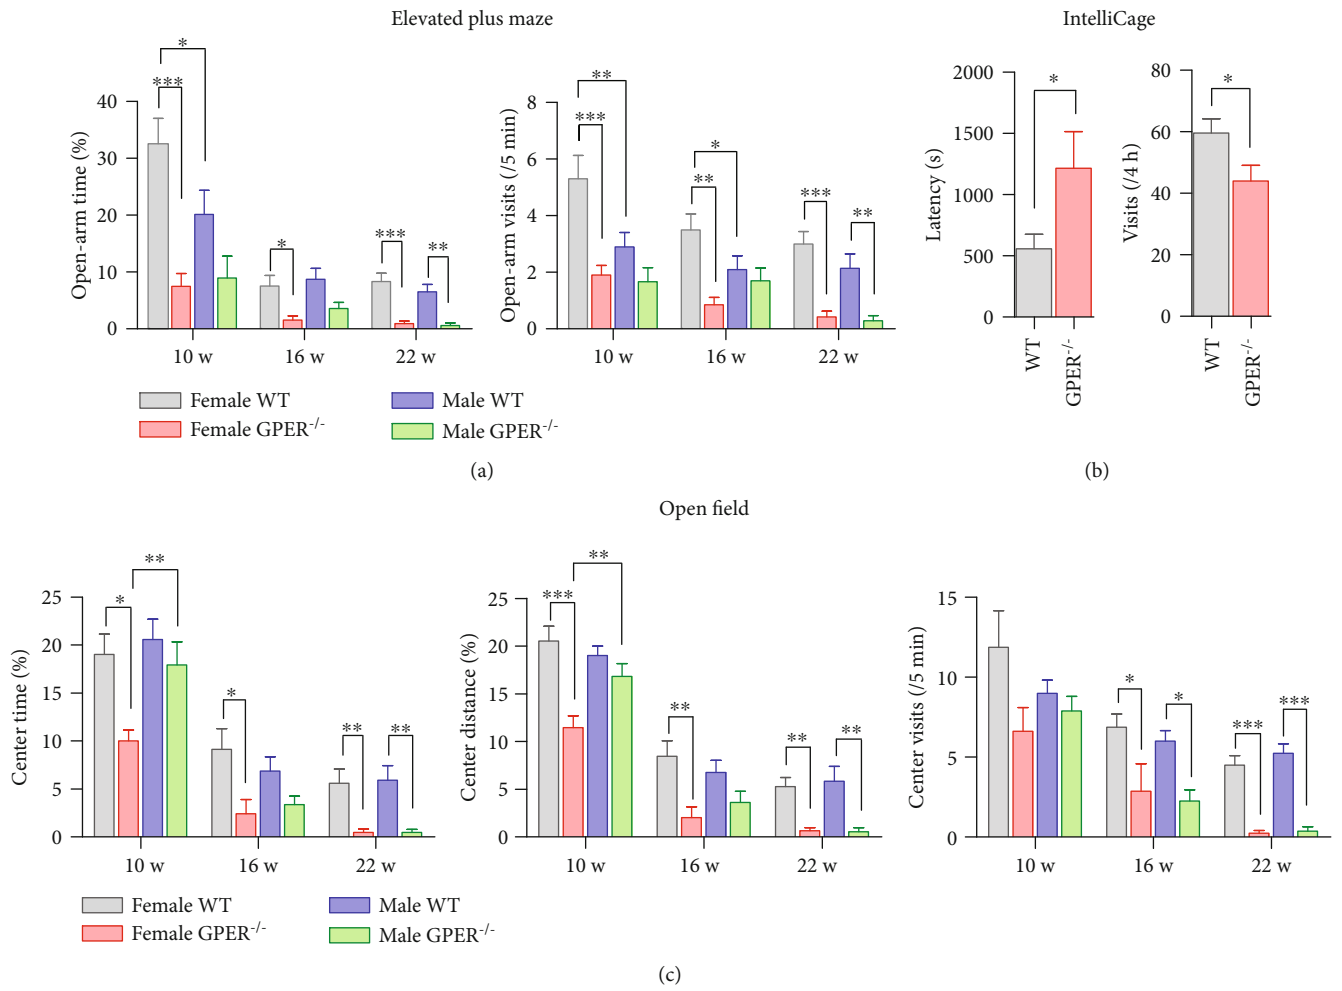 Elevated plus maze
IntelliCage
Open-arm time (%)
40
30
20
10
0
***
*
*
***
**
10 w
16 w
22 w
Open-arm visits (/5 min)
8
6
4
2
0
***
**
**
*
***
**
10 w
16 w
22 w
Female WT
Male WT
Female GPER-/-
Male GPER-/-
(a)
Latency (s)
2000
1500
1000
500
0
*
WT
GPER-/-
Visits (/4 h)
80
60
40
20
0
*
WT
GPER-/-
(b)
Open field
Center time (%)
25
20
15
10
5
0
*
**
*
**
**
10 w
16 w
22 w
Center distance (%)
25
20
15
10
5
0
***
**
**
**
**
10 w
16 w
22 w
Center visits (/5 min)
15
10
5
0
*
*
***
***
10 w
16 w
22 w
Female WT
Male WT
Female GPER-/-
Male GPER-/-
(c)